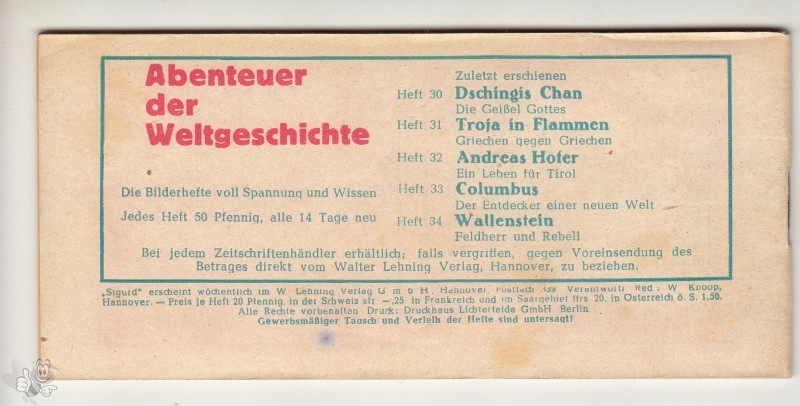 Abenteuer
der
Weltgeschichte
Die Bilderhefte voll Spannung und Wissen
Jedes Heft 50 Pfennig, alle 14 Tage neu
Zuletzt erschienen
Heft 30 Dschingis Chan
Die Geißel Gottes
Heft 31 Troja in Flammen
Griechen gegen Griechen
Heft 32 Andreas Hofer
Ein Leben für Tirol
Heft 33 Columbus
Der Entdecker einer neuen Welt
Heft 34 Wallenstein
Feldherr und Rebell
Bei jedem Zeitschriftenhändler erhältlich; falls vergriffen, gegen Voreinsendung des
Betrages direkt vom Walter Lehning Verlag, Hannover, zu beziehen.
„Sigurd" erscheint wöchentlich im W Lehning Verlag G m b H, Hannover, Postfach 339 Verantwortl Red : W Knoop,
Hannover. — Preis je Heft 20 Pfennig, in der Schweiz sfr —,25 in Frankreich und im Saargebiet ffrs 20, in Österreich ö. S. 1,50.
Alle Rechte vorbehalten Druck: Druckhaus Lichterfelde GmbH Berlin
Gewerbsmäßiger Tausch und Verleih der Hefte sind untersagt!